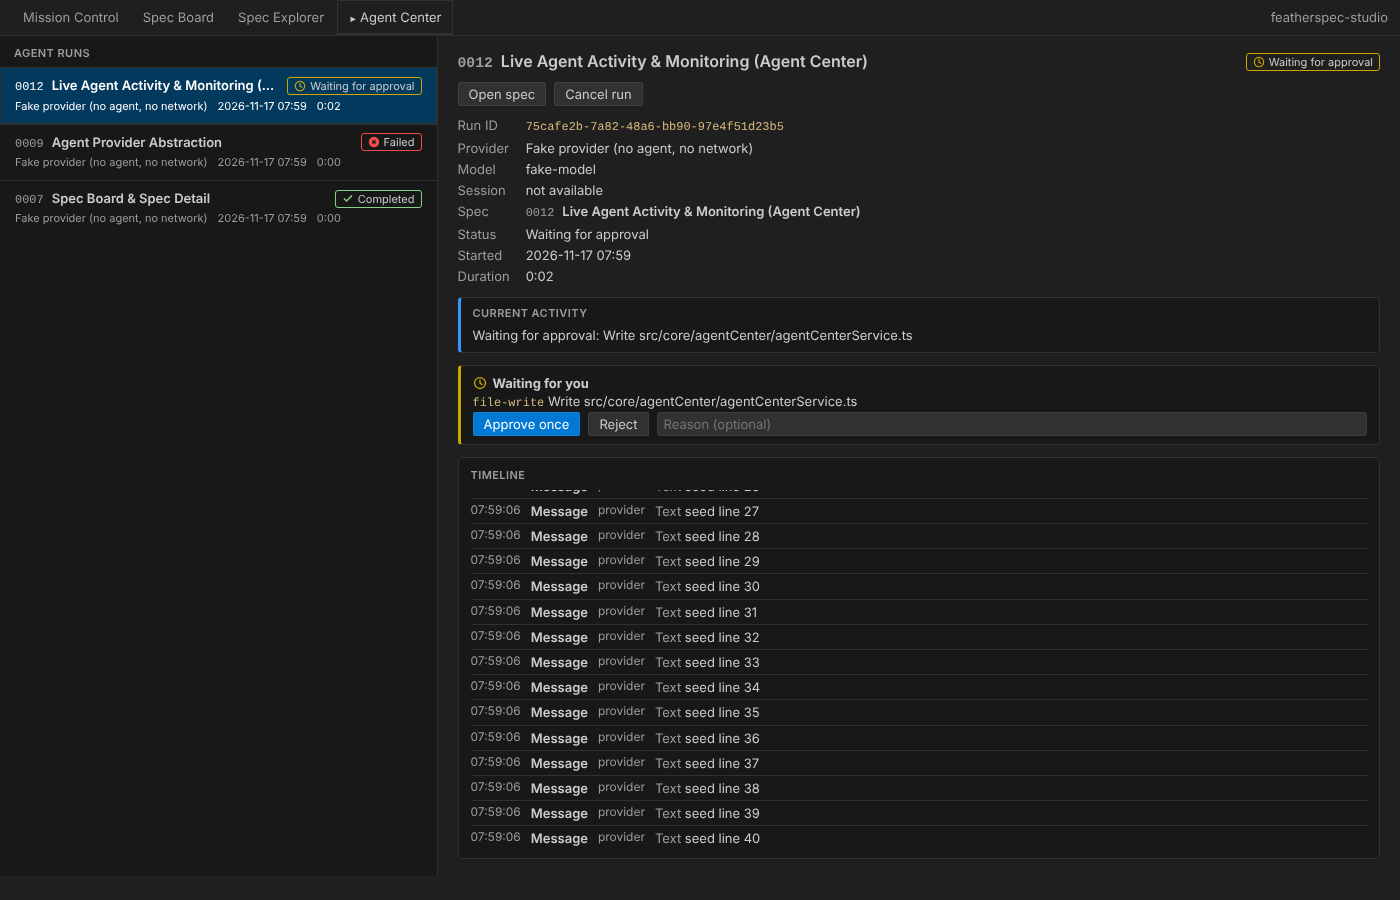 Mission Control Spec Board Spec Explorer ▸ Agent Center featherspec-studio
AGENT RUNS
0012 Live Agent Activity & Monitoring (... Waiting for approval
Fake provider (no agent, no network) 2026-11-17 07:59 0:02
0009 Agent Provider Abstraction Failed
Fake provider (no agent, no network) 2026-11-17 07:59 0:00
0007 Spec Board & Spec Detail Completed
Fake provider (no agent, no network) 2026-11-17 07:59 0:00
0012 Live Agent Activity & Monitoring (Agent Center) Waiting for approval
Open spec Cancel run
Run ID 75cafe2b-7a82-48a6-bb90-97e4f51d23b5
Provider Fake provider (no agent, no network)
Model fake-model
Session not available
Spec 0012 Live Agent Activity & Monitoring (Agent Center)
Status Waiting for approval
Started 2026-11-17 07:59
Duration 0:02
CURRENT ACTIVITY
Waiting for approval: Write src/core/agentCenter/agentCenterService.ts
Waiting for you
file-write Write src/core/agentCenter/agentCenterService.ts
Approve once Reject Reason (optional)
TIMELINE
07:59:06 Message provider Text seed line 27
07:59:06 Message provider Text seed line 28
07:59:06 Message provider Text seed line 29
07:59:06 Message provider Text seed line 30
07:59:06 Message provider Text seed line 31
07:59:06 Message provider Text seed line 32
07:59:06 Message provider Text seed line 33
07:59:06 Message provider Text seed line 34
07:59:06 Message provider Text seed line 35
07:59:06 Message provider Text seed line 36
07:59:06 Message provider Text seed line 37
07:59:06 Message provider Text seed line 38
07:59:06 Message provider Text seed line 39
07:59:06 Message provider Text seed line 40